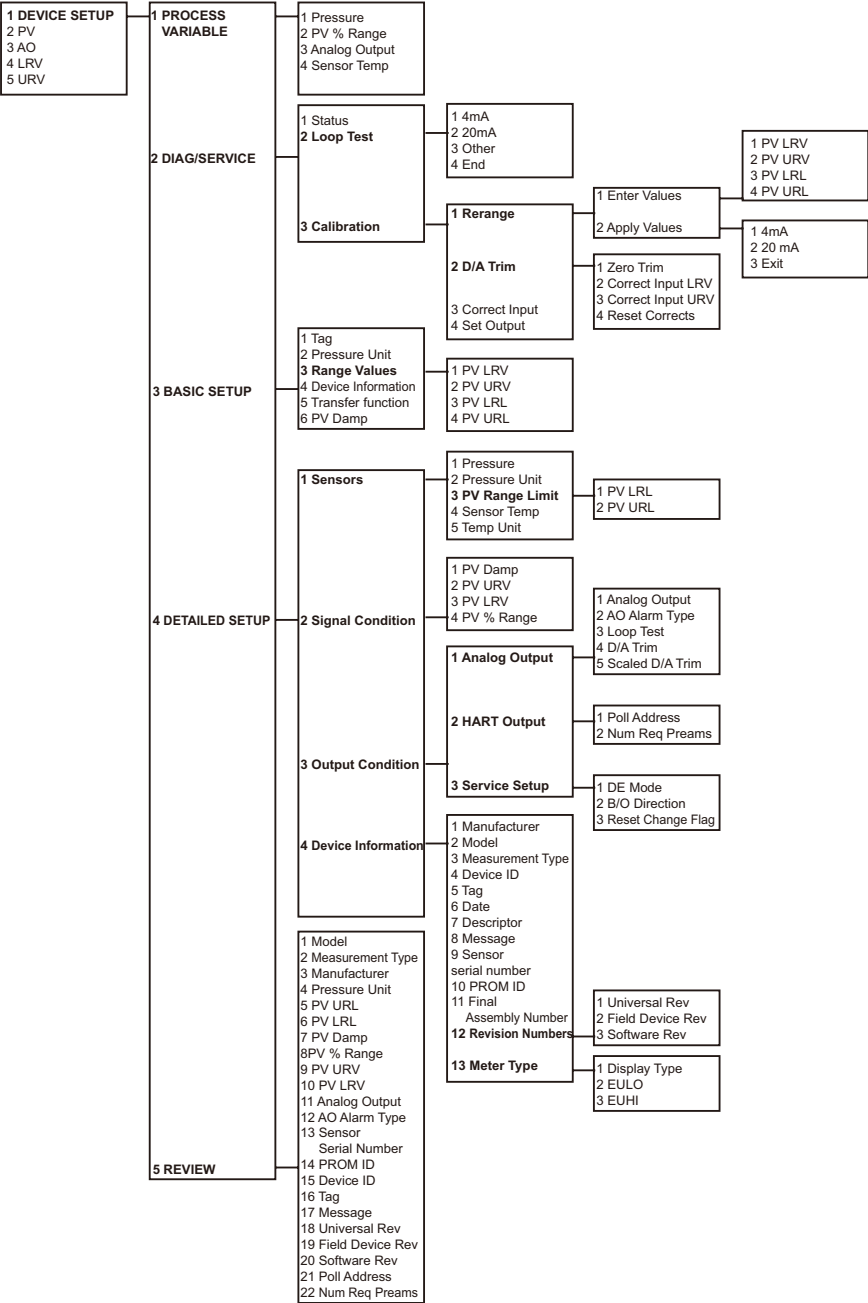 1 DEVICE SETUP
2 PV
3 AO
4 LRV
5 URV
1 PROCESS
VARIABLE
2 DIAG/SERVICE
3 BASIC SETUP
4 DETAILED SETUP
5 REVIEW
1 Pressure
2 PV % Range
3 Analog Output
4 Sensor Temp
1 Status
2 Loop Test
3 Calibration
1 4mA
2 20mA
3 Other
4 End
1 Rerange
2 D/A Trim
3 Correct Input
4 Set Output
1 Enter Values
2 Apply Values
1 PV LRV
2 PV URV
3 PV LRL
4 PV URL
1 4mA
2 20 mA
3 Exit
1 Zero Trim
2 Correct Input LRV
3 Correct Input URV
4 Reset Corrects
1 Tag
2 Pressure Unit
3 Range Values
4 Device Information
5 Transfer function
6 PV Damp
1 PV LRV
2 PV URV
3 PV LRL
4 PV URL
1 Sensors
2 Signal Condition
3 Output Condition
4 Device Information
1 Pressure
2 Pressure Unit
3 PV Range Limit
4 Sensor Temp
5 Temp Unit
1 PV LRL
2 PV URL
1 PV Damp
2 PV URV
3 PV LRV
4 PV % Range
1 Analog Output
2 HART Output
3 Service Setup
1 Analog Output
2 AO Alarm Type
3 Loop Test
4 D/A Trim
5 Scaled D/A Trim
1 Poll Address
2 Num Req Preams
1 DE Mode
2 B/O Direction
3 Reset Change Flag
1 Manufacturer
2 Model
3 Measurement Type
4 Device ID
5 Tag
6 Date
7 Descriptor
8 Message
9 Sensor
serial number
10 PROM ID
11 Final
Assembly Number
12 Revision Numbers
13 Meter Type
1 Universal Rev
2 Field Device Rev
3 Software Rev
1 Display Type
2 EULO
3 EUHI
1 Model
2 Measurement Type
3 Manufacturer
4 Pressure Unit
5 PV URL
6 PV LRL
7 PV Damp
8PV % Range
9 PV URV
10 PV LRV
11 Analog Output
12 AO Alarm Type
13 Sensor
Serial Number
14 PROM ID
15 Device ID
16 Tag
17 Message
18 Universal Rev
19 Field Device Rev
20 Software Rev
21 Poll Address
22 Num Req Preams